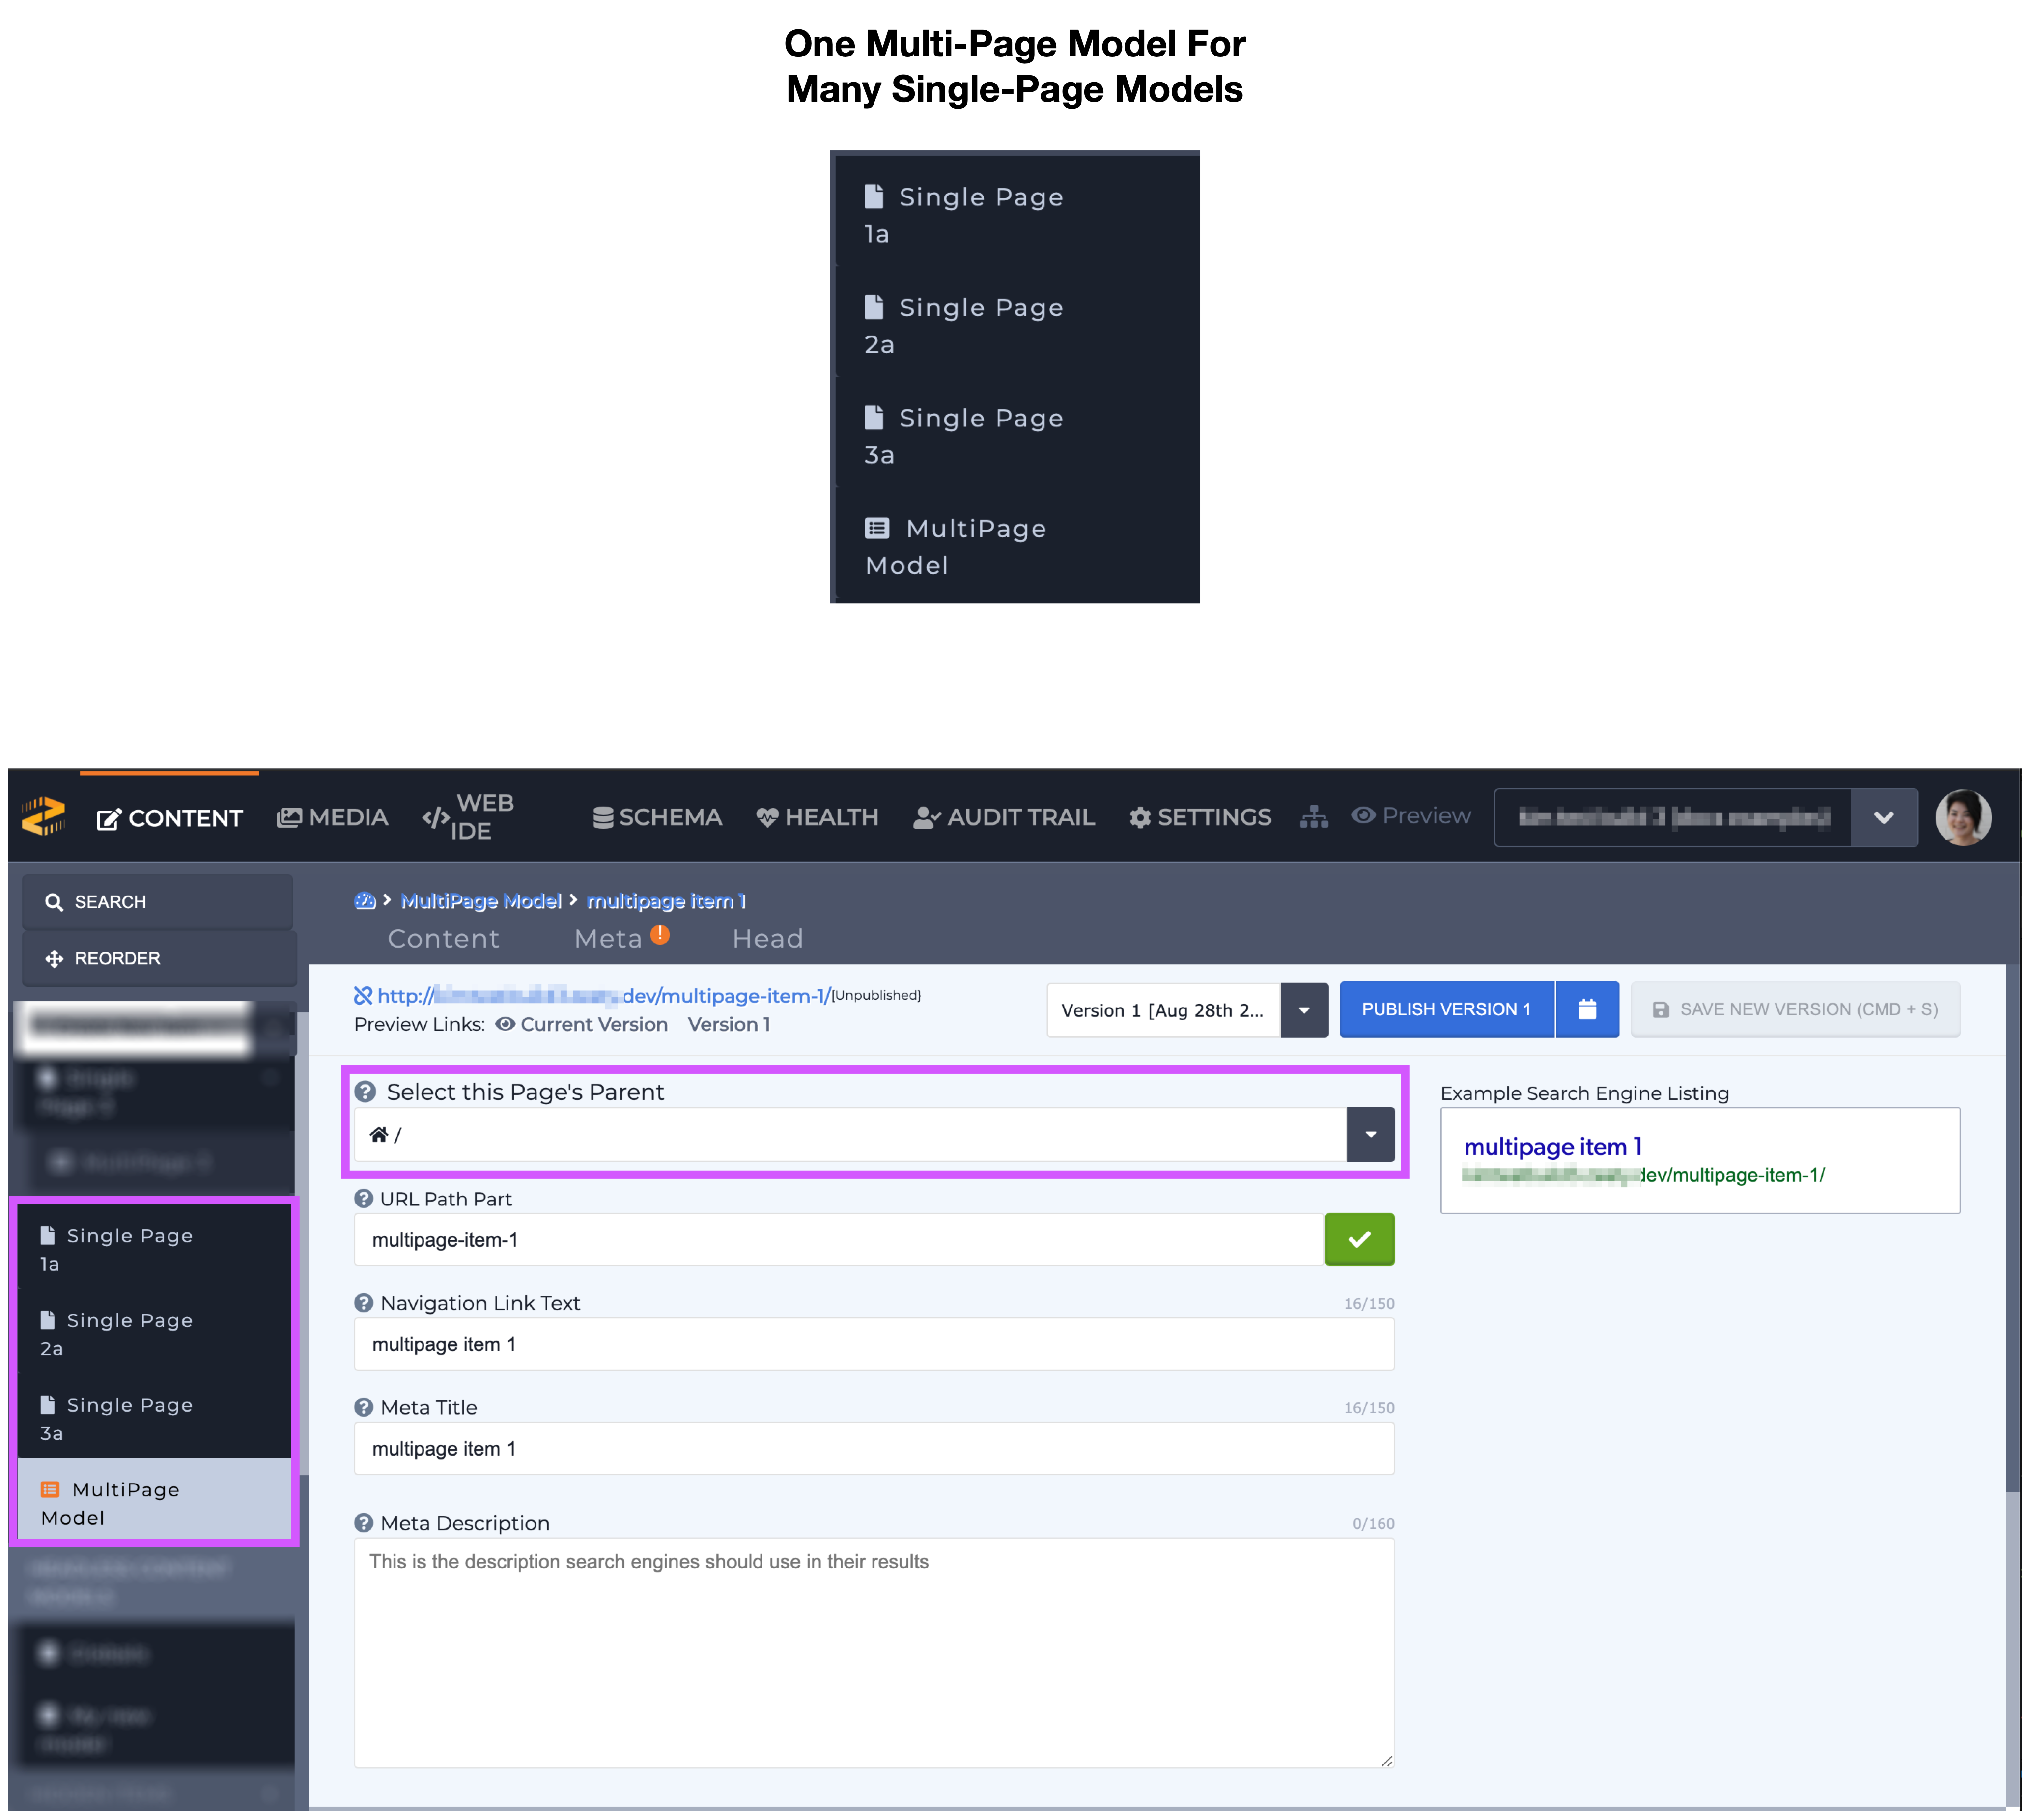 One Multi-Page Model For
Many Single-Page Models
Single Page
1a
Single Page
2a
Single Page
3a
MultiPage
Model
CONTENT
MEDIA
WEB
IDE
SCHEMA
HEALTH
AUDIT TRAIL
SETTINGS
Preview
SEARCH
REORDER
MultiPage Model > multipage item 1
Content Meta ! Head
http:// dev/multipage-item-1/[Unpublished]
Preview Links: Current Version Version 1
Version 1 [Aug 28th 2...
PUBLISH VERSION 1
SAVE NEW VERSION (CMD + S)
Single Page
1a
Single Page
2a
Single Page
3a
MultiPage
Model
Select this Page's Parent
/
URL Path Part
multipage-item-1
Navigation Link Text 16/150
multipage item 1
Meta Title 16/150
multipage item 1
Meta Description 0/160
This is the description search engines should use in their results
Example Search Engine Listing
multipage item 1
dev/multipage-item-1/